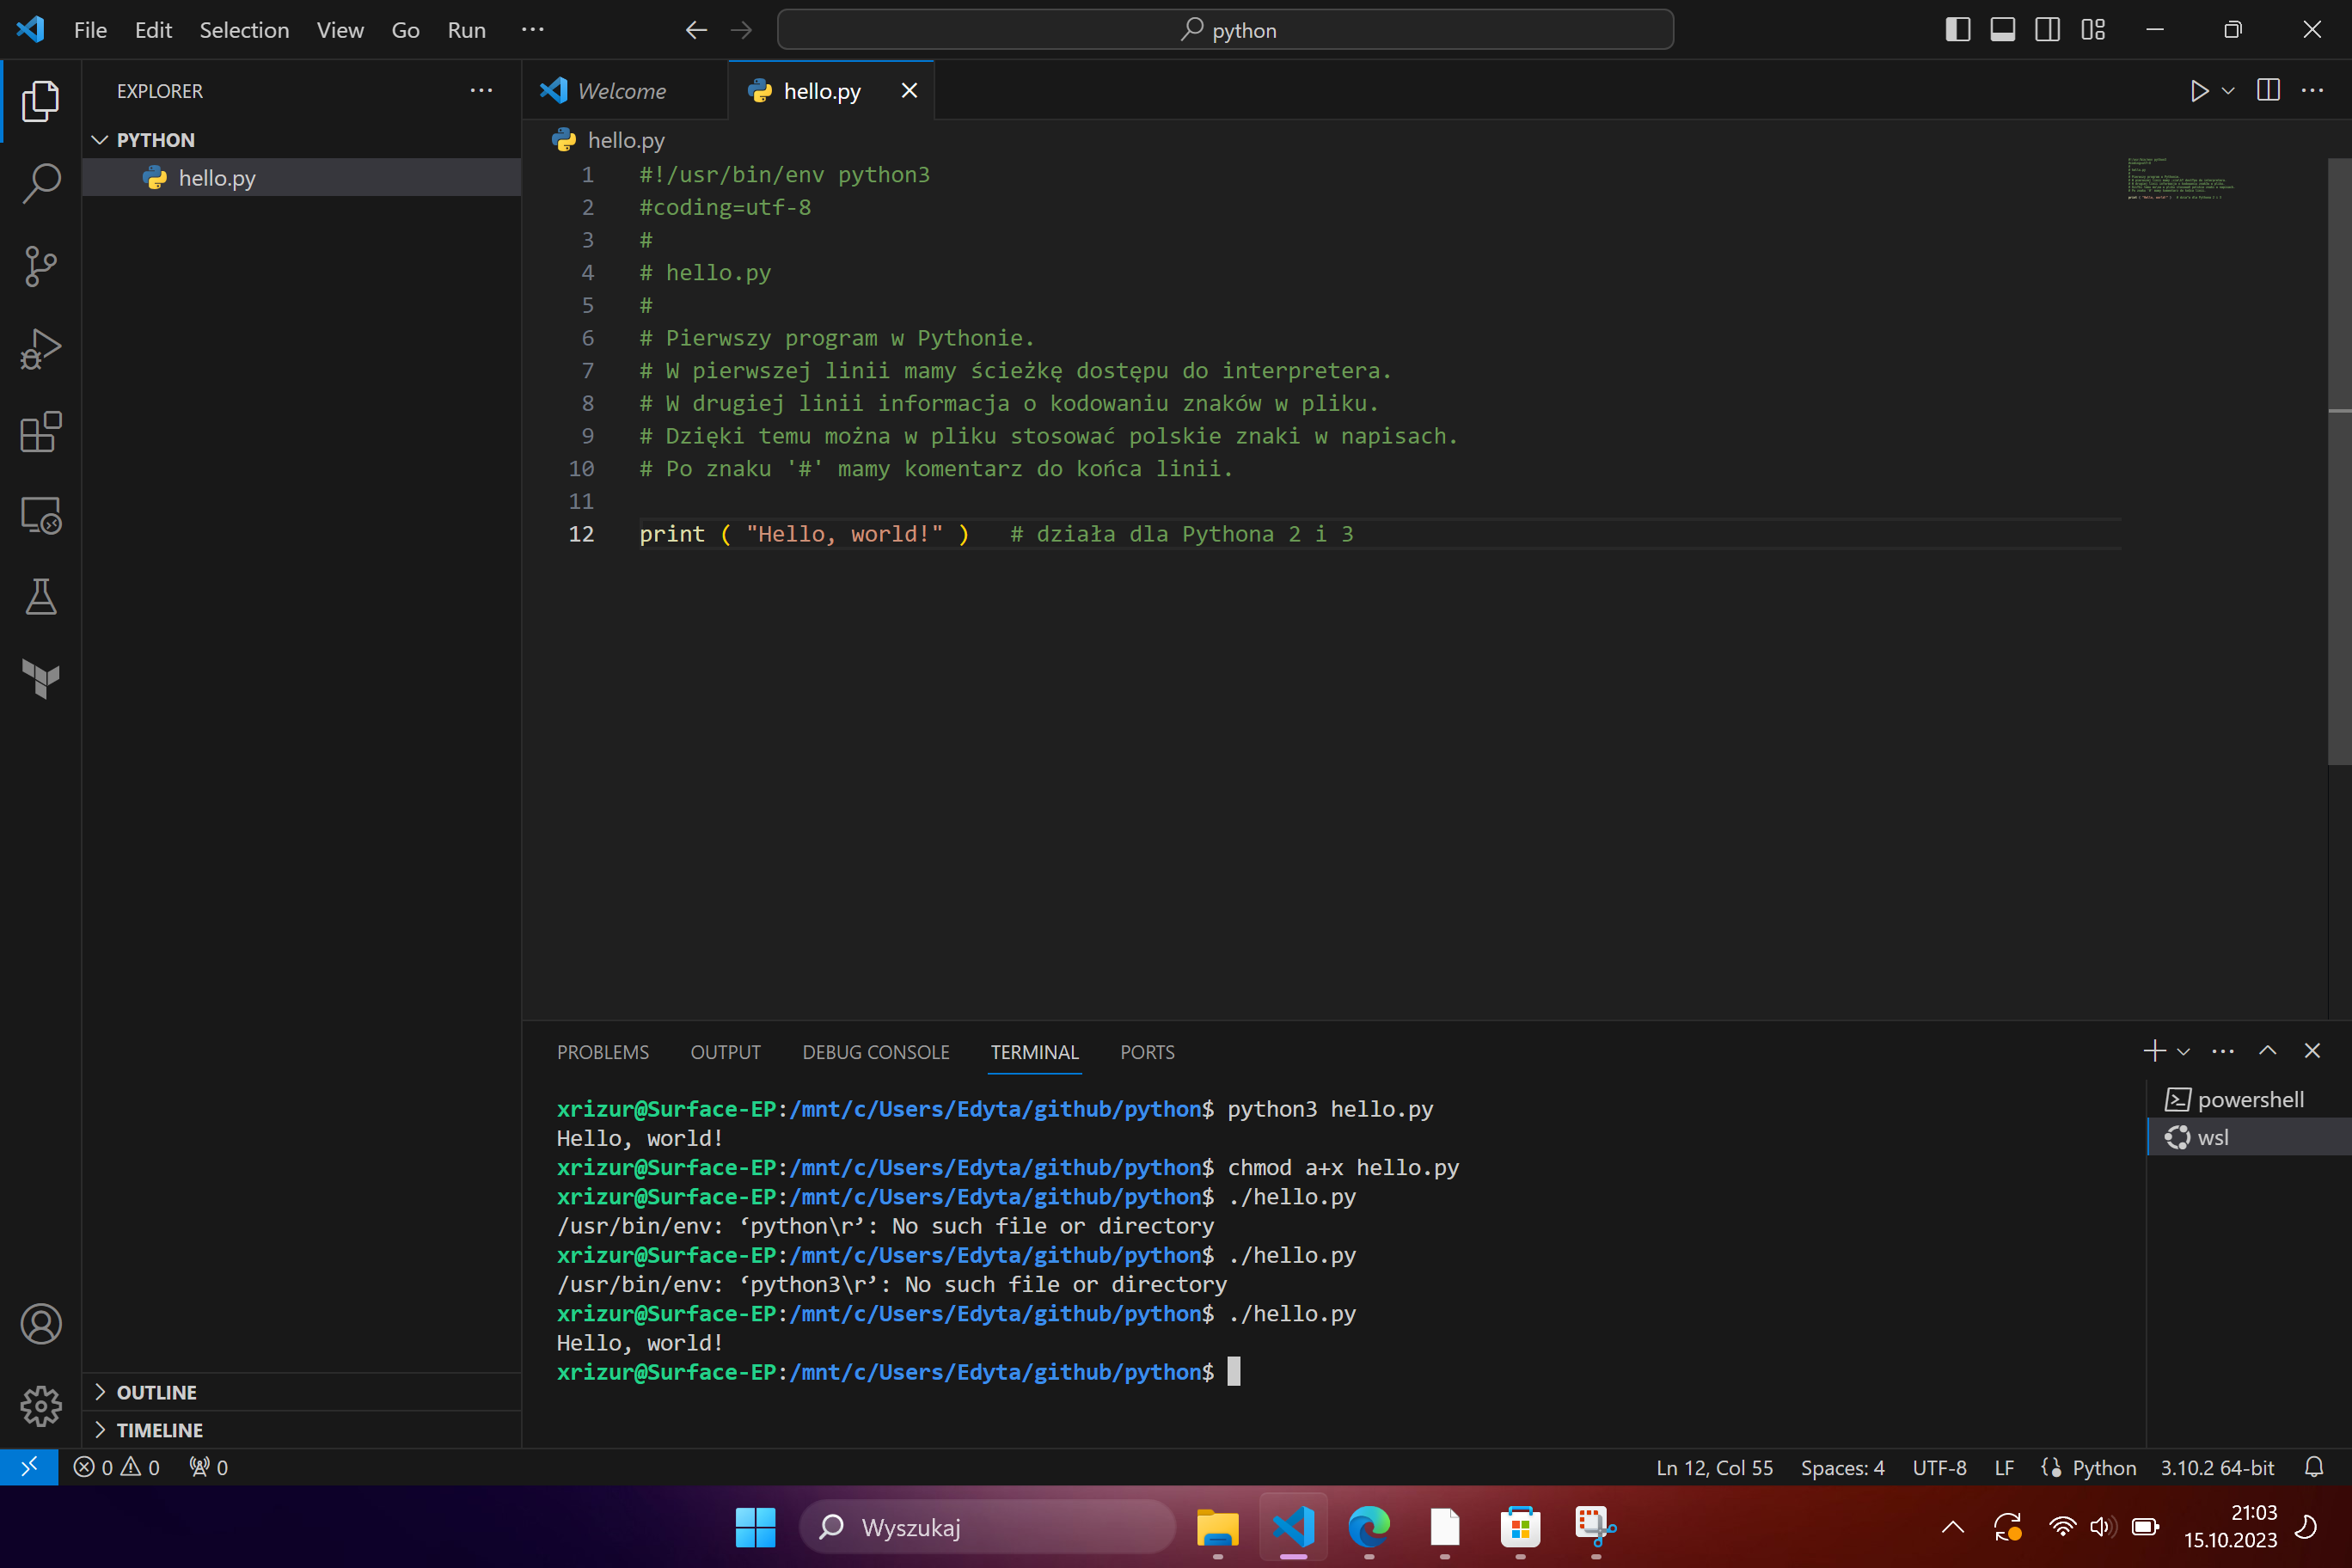 File Edit Selection View Go Run ...
python
EXPLORER
PYTHON
hello.py
OUTLINE
TIMELINE
Welcome
hello.py
hello.py
1 #!/usr/bin/env python3
2 #coding=utf-8
3 #
4 # hello.py
5 #
6 # Pierwszy program w Pythonie.
7 # W pierwszej linii mamy ścieżkę dostępu do interpretera.
8 # W drugiej linii informacja o kodowaniu znaków w pliku.
9 # Dzięki temu można w pliku stosować polskie znaki w napisach.
10 # Po znaku '#' mamy komentarz do końca linii.
11
12 print ( "Hello, world!" )   # działa dla Pythona 2 i 3
PROBLEMS OUTPUT DEBUG CONSOLE TERMINAL PORTS
xrizur@Surface-EP:/mnt/c/Users/Edyta/github/python$ python3 hello.py
Hello, world!
xrizur@Surface-EP:/mnt/c/Users/Edyta/github/python$ chmod a+x hello.py
xrizur@Surface-EP:/mnt/c/Users/Edyta/github/python$ ./hello.py
/usr/bin/env: ‘python\r’: No such file or directory
xrizur@Surface-EP:/mnt/c/Users/Edyta/github/python$ ./hello.py
/usr/bin/env: ‘python3\r’: No such file or directory
xrizur@Surface-EP:/mnt/c/Users/Edyta/github/python$ ./hello.py
Hello, world!
xrizur@Surface-EP:/mnt/c/Users/Edyta/github/python$
powershell
wsl
0 0 0
Ln 12, Col 55 Spaces: 4 UTF-8 LF Python 3.10.2 64-bit
Wyszukaj
21:03
15.10.2023